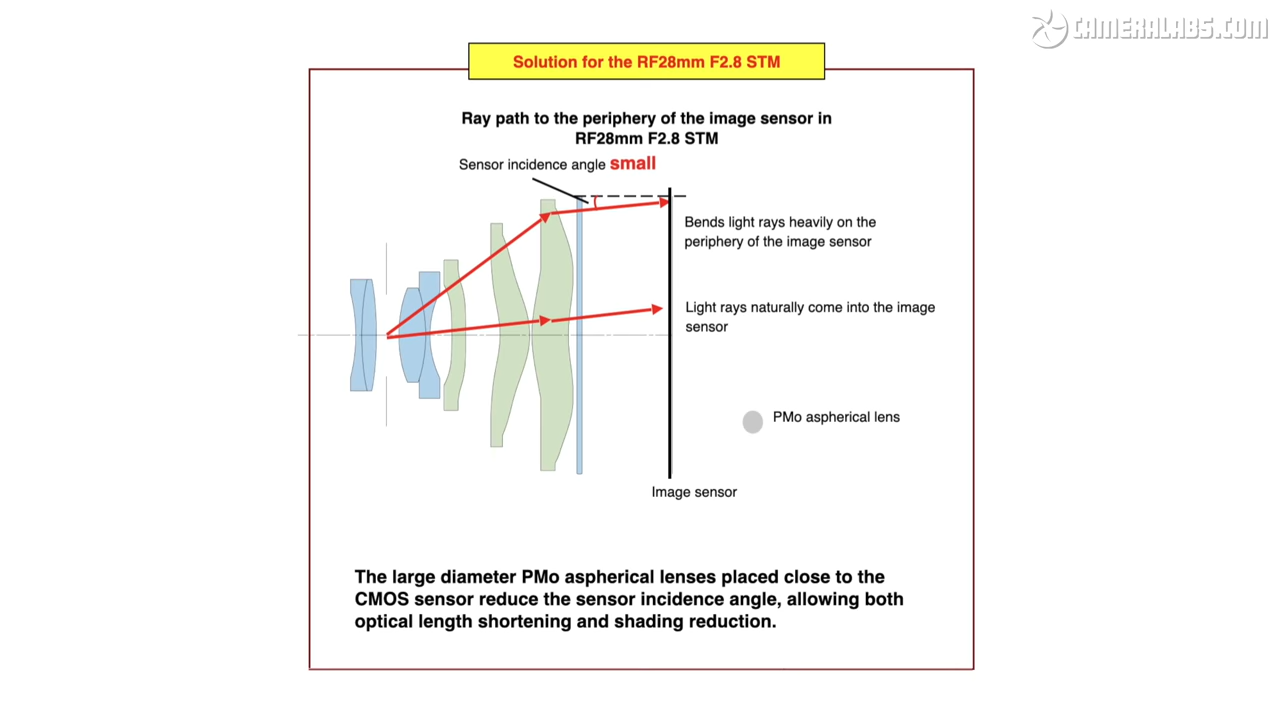 CAMERALABS.COM
Solution for the RF28mm F2.8 STM
Ray path to the periphery of the image sensor in
RF28mm F2.8 STM
Sensor incidence angle small
Bends light rays heavily on the
periphery of the image sensor
Light rays naturally come into the image
sensor
PMo aspherical lens
Image sensor
The large diameter PMo aspherical lenses placed close to the
CMOS sensor reduce the sensor incidence angle, allowing both
optical length shortening and shading reduction.